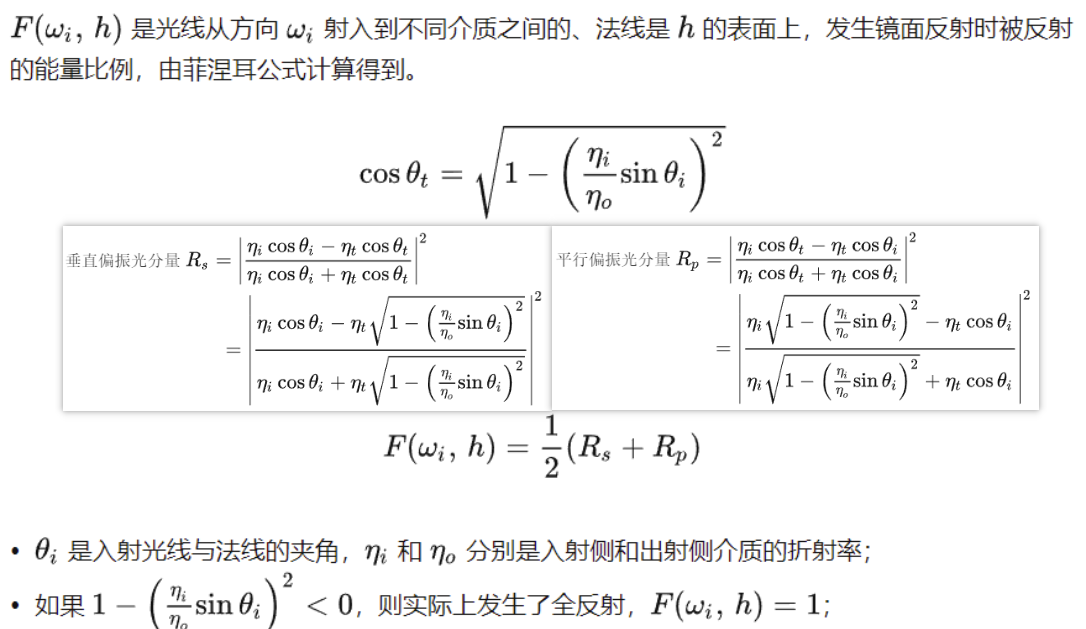 $F(\omega_i, h)$ 是光线从方向 $\omega_i$ 射入到不同介质之间的、法线是 $h$ 的表面上，发生镜面反射时被反射
的能量比例，由菲涅耳公式计算得到。
$\cos\theta_t = \sqrt{1 - \left(\frac{\eta_i}{\eta_o}\sin\theta_i\right)^2}$
垂直偏振光分量 $R_s = \left|\frac{\eta_i\cos\theta_i - \eta_t\cos\theta_t}{\eta_i\cos\theta_i + \eta_t\cos\theta_t}\right|^2$
$= \left|\frac{\eta_i\cos\theta_i - \eta_t\sqrt{1 - \left(\frac{\eta_i}{\eta_o}\sin\theta_i\right)^2}}{\eta_i\cos\theta_i + \eta_t\sqrt{1 - \left(\frac{\eta_i}{\eta_o}\sin\theta_i\right)^2}}\right|^2$
平行偏振光分量 $R_p = \left|\frac{\eta_i\cos\theta_t - \eta_t\cos\theta_i}{\eta_i\cos\theta_t + \eta_t\cos\theta_i}\right|^2$
$= \left|\frac{\eta_i\sqrt{1 - \left(\frac{\eta_i}{\eta_o}\sin\theta_i\right)^2} - \eta_t\cos\theta_i}{\eta_i\sqrt{1 - \left(\frac{\eta_i}{\eta_o}\sin\theta_i\right)^2} + \eta_t\cos\theta_i}\right|^2$
$F(\omega_i, h) = \frac{1}{2}(R_s + R_p)$
• $\theta_i$ 是入射光线与法线的夹角，$\eta_i$ 和 $\eta_o$ 分别是入射侧和出射侧介质的折射率；
• 如果 $1 - \left(\frac{\eta_i}{\eta_o}\sin\theta_i\right)^2 < 0$，则实际上发生了全反射，$F(\omega_i, h) = 1$；